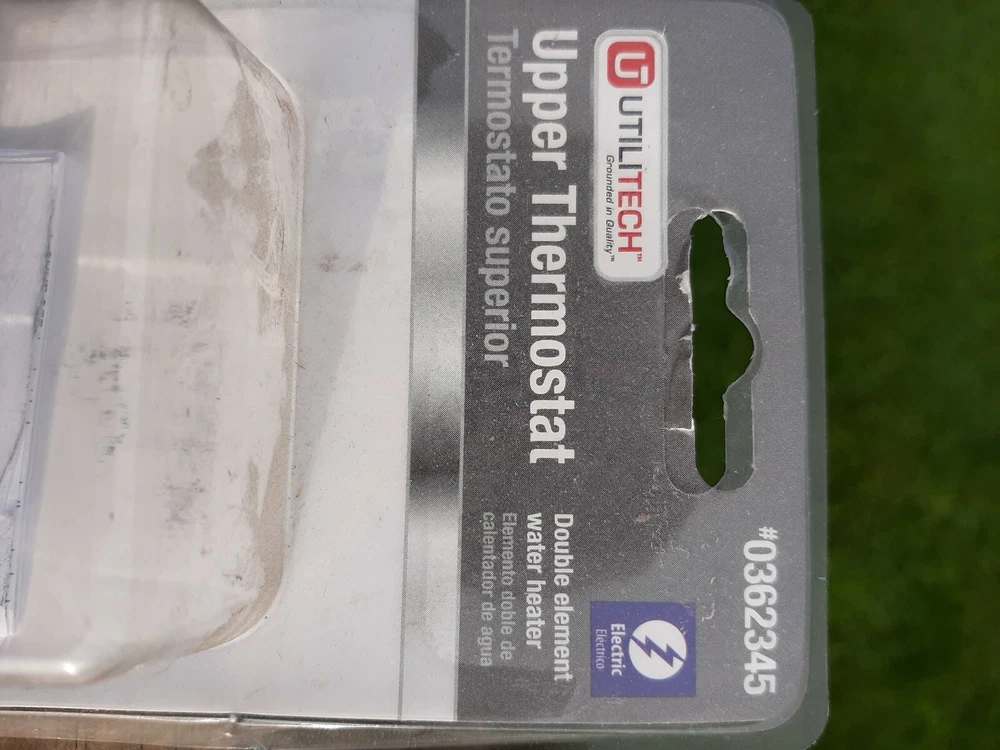 #0362345
UTILITECH™
Grounded in Quality™
Upper Thermostat
Termostato superior
Electric
Eléctrico
Double element
water heater
Elemento doble de
calentador de agua